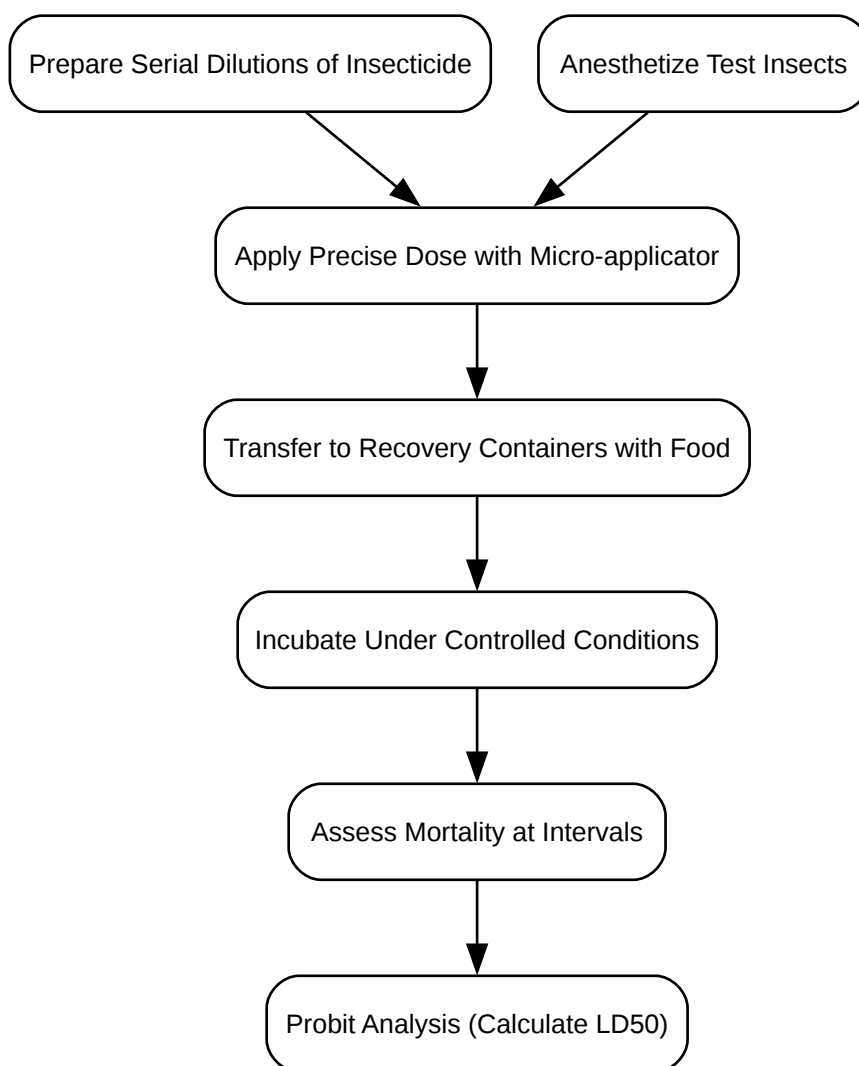 Prepare Serial Dilutions of Insecticide
Anesthetize Test Insects
Apply Precise Dose with Micro-applicator
Transfer to Recovery Containers with Food
Incubate Under Controlled Conditions
Assess Mortality at Intervals
Probit Analysis (Calculate LD50)